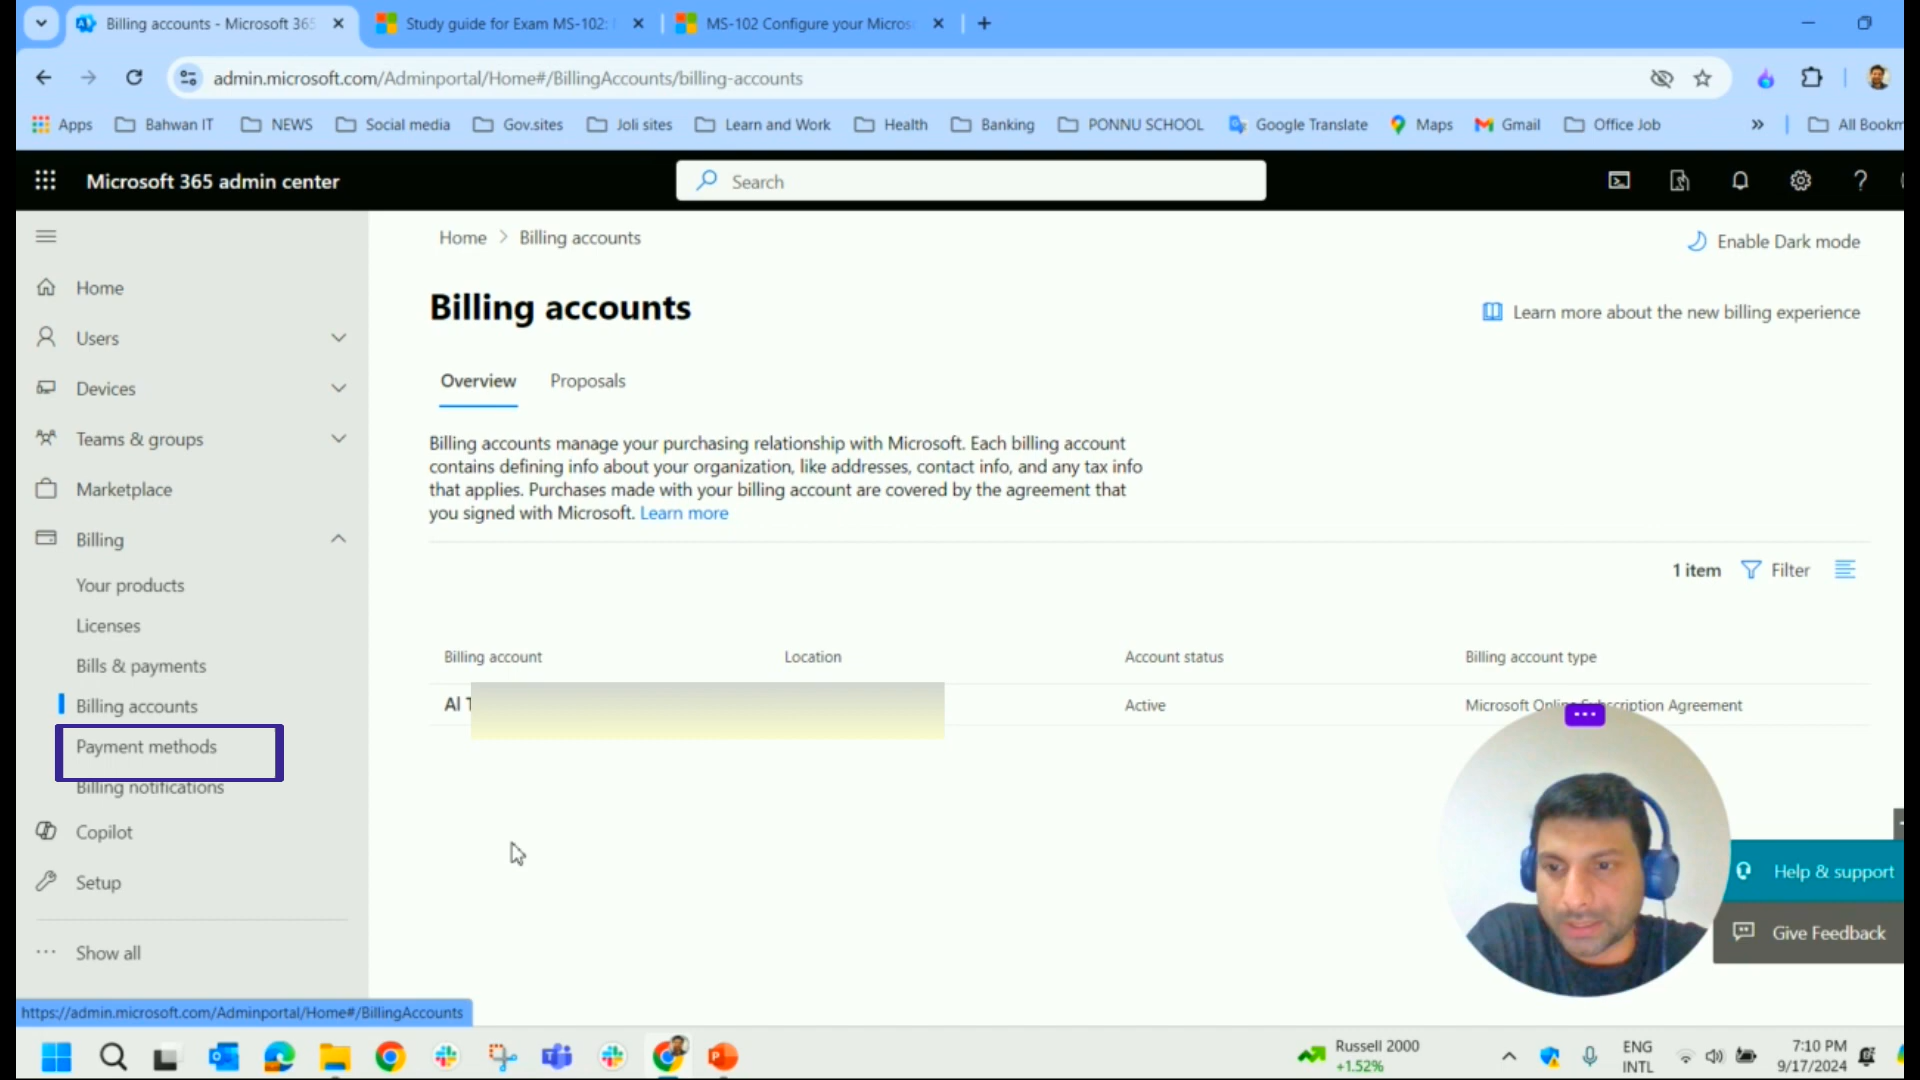 Billing accounts - Microsoft 365
Study guide for Exam MS-102:
MS-102 Configure your Micros
admin.microsoft.com/Adminportal/Home#/BillingAccounts/billing-accounts
Apps
Bahwan IT
NEWS
Social media
Gov.sites
Joli sites
Learn and Work
Health
Banking
PONNU SCHOOL
Google Translate
Maps
Gmail
Office Job
»
All Bookm
Microsoft 365 admin center
Search
Home
Users
Devices
Teams & groups
Marketplace
Billing
Your products
Licenses
Bills & payments
Billing accounts
Payment methods
Billing notifications
Copilot
Setup
Show all
Home > Billing accounts
Enable Dark mode
Billing accounts
Learn more about the new billing experience
Overview
Proposals
Billing accounts manage your purchasing relationship with Microsoft. Each billing account
contains defining info about your organization, like addresses, contact info, and any tax info
that applies. Purchases made with your billing account are covered by the agreement that
you signed with Microsoft. Learn more
1 item
Filter
Billing account
Location
Account status
Billing account type
Al
Active
Microsoft Online Subscription Agreement
Help & support
Give Feedback
https://admin.microsoft.com/Adminportal/Home#/BillingAccounts
Russell 2000
+1.52%
ENG
INTL
7:10 PM
9/17/2024